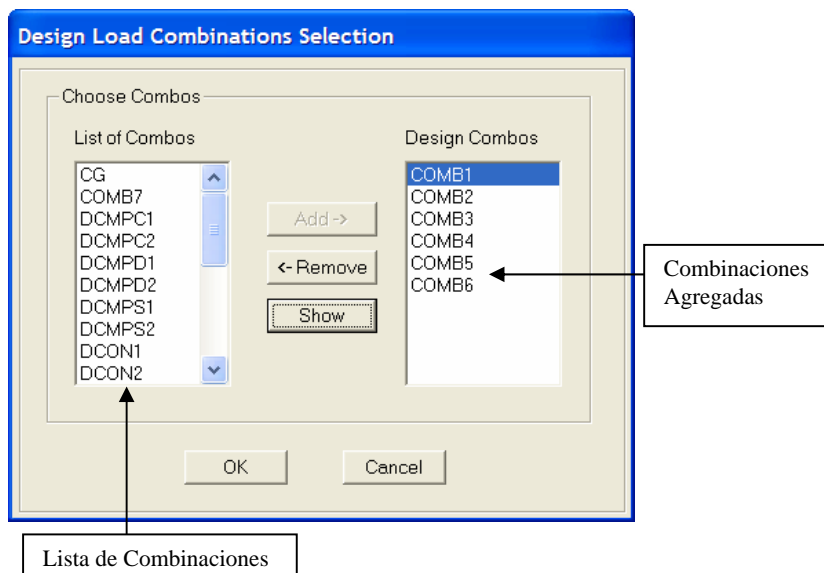 Design Load Combinations Selection
Choose Combos
List of Combos
CG
COMB7
DCMPC1
DCMPC2
DCMPD1
DCMPD2
DCMPS1
DCMPS2
DCON1
DCON2
Add ->
<- Remove
Show
Design Combos
COMB1
COMB2
COMB3
COMB4
COMB5
COMB6
OK
Cancel
Combinaciones
Agregadas
Lista de Combinaciones